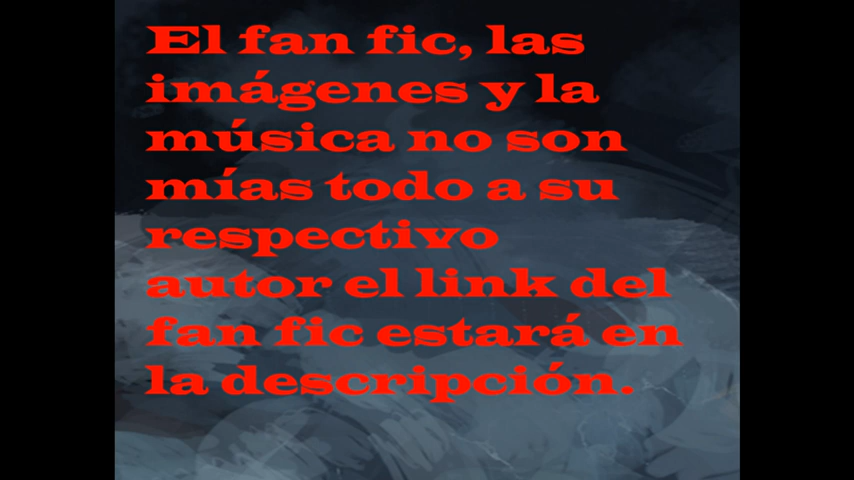 El fan fic, las
imágenes y la
música no son
mías todo a su
respectivo
autor el link del
fan fic estará en
la descripción.